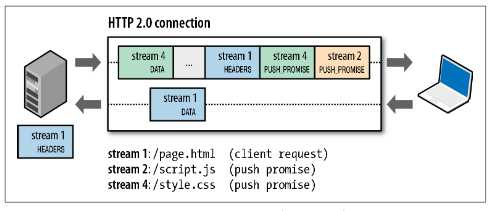 HTTP 2.0 connection
stream 4 ... stream 1 stream 4 stream 2
DATA HEADERS PUSH_PROMISE PUSH_PROMISE
stream 1
DATA
stream 1
HEADERS
stream 1: /page.html (client request)
stream 2: /script.js (push promise)
stream 4: /style.css (push promise)